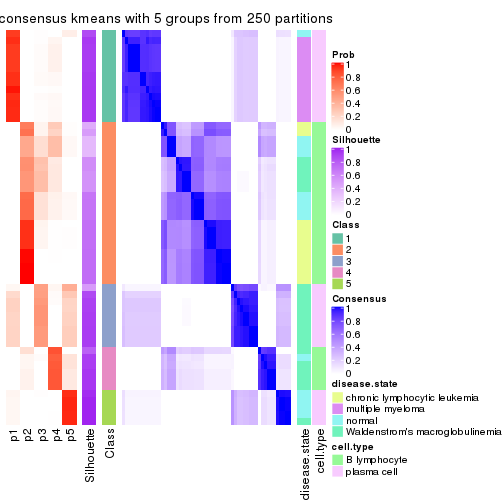 consensus kmeans with 5 groups from 250 partitions
Prob
1
0.8
0.6
0.4
0.2
0
Silhouette
1
0.8
0.6
0.4
0.2
0
Class
1
2
3
4
5
Consensus
1
0.8
0.6
0.4
0.2
0
disease.state
chronic lymphocytic leukemia
multiple myeloma
normal
Waldenstrom's macroglobulinemia
cell.type
B lymphocyte
plasma cell
p1
p2
p3
p4
p5
Silhouette
Class
disease.state
cell.type